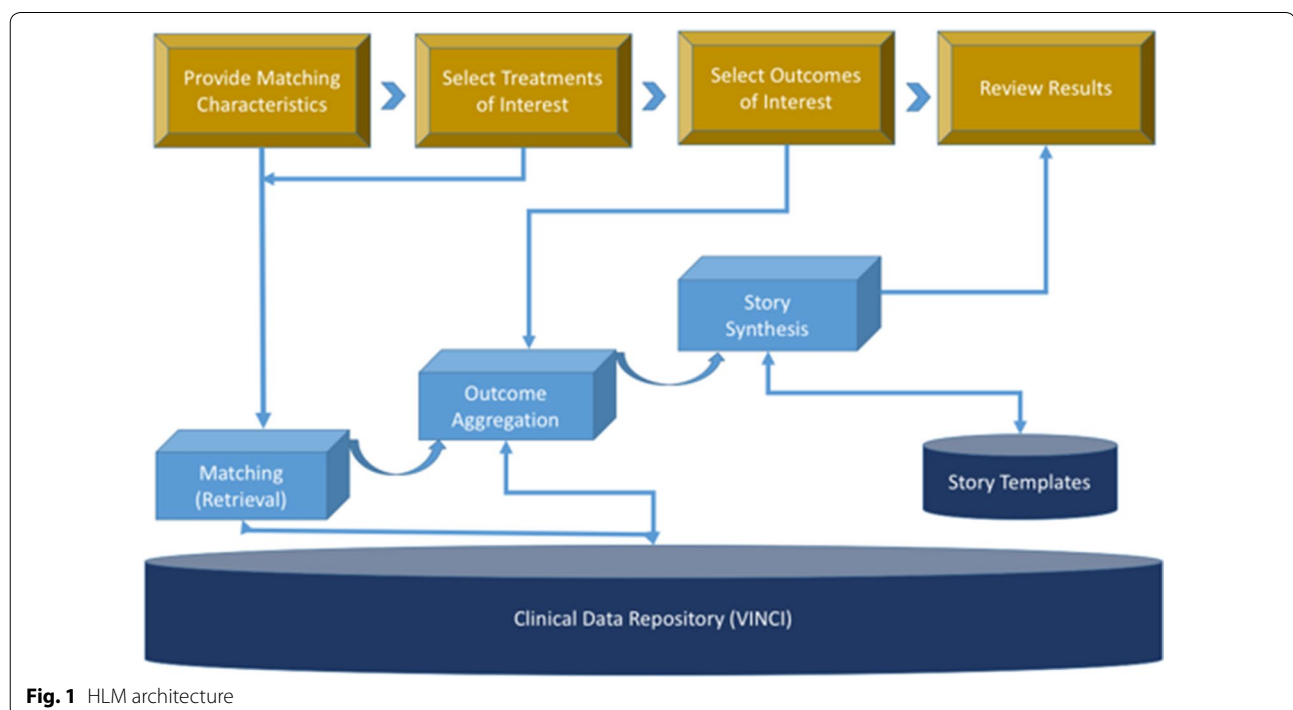 Provide Matching
Characteristics
Select Treatments
of Interest
Select Outcomes
of Interest
Review Results
Story
Synthesis
Outcome
Aggregation
Matching
(Retrieval)
Story Templates
Clinical Data Repository (VINCI)
Fig. 1 HLM architecture